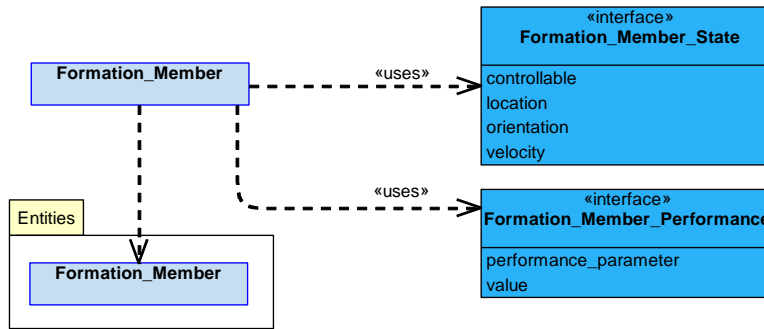 «interface»
Formation_Member_State
Formation_Member
«uses»
controllable
location
orientation
velocity
«uses»
«interface»
Formation_Member_Performance
Entities
performance_parameter
value
Formation_Member